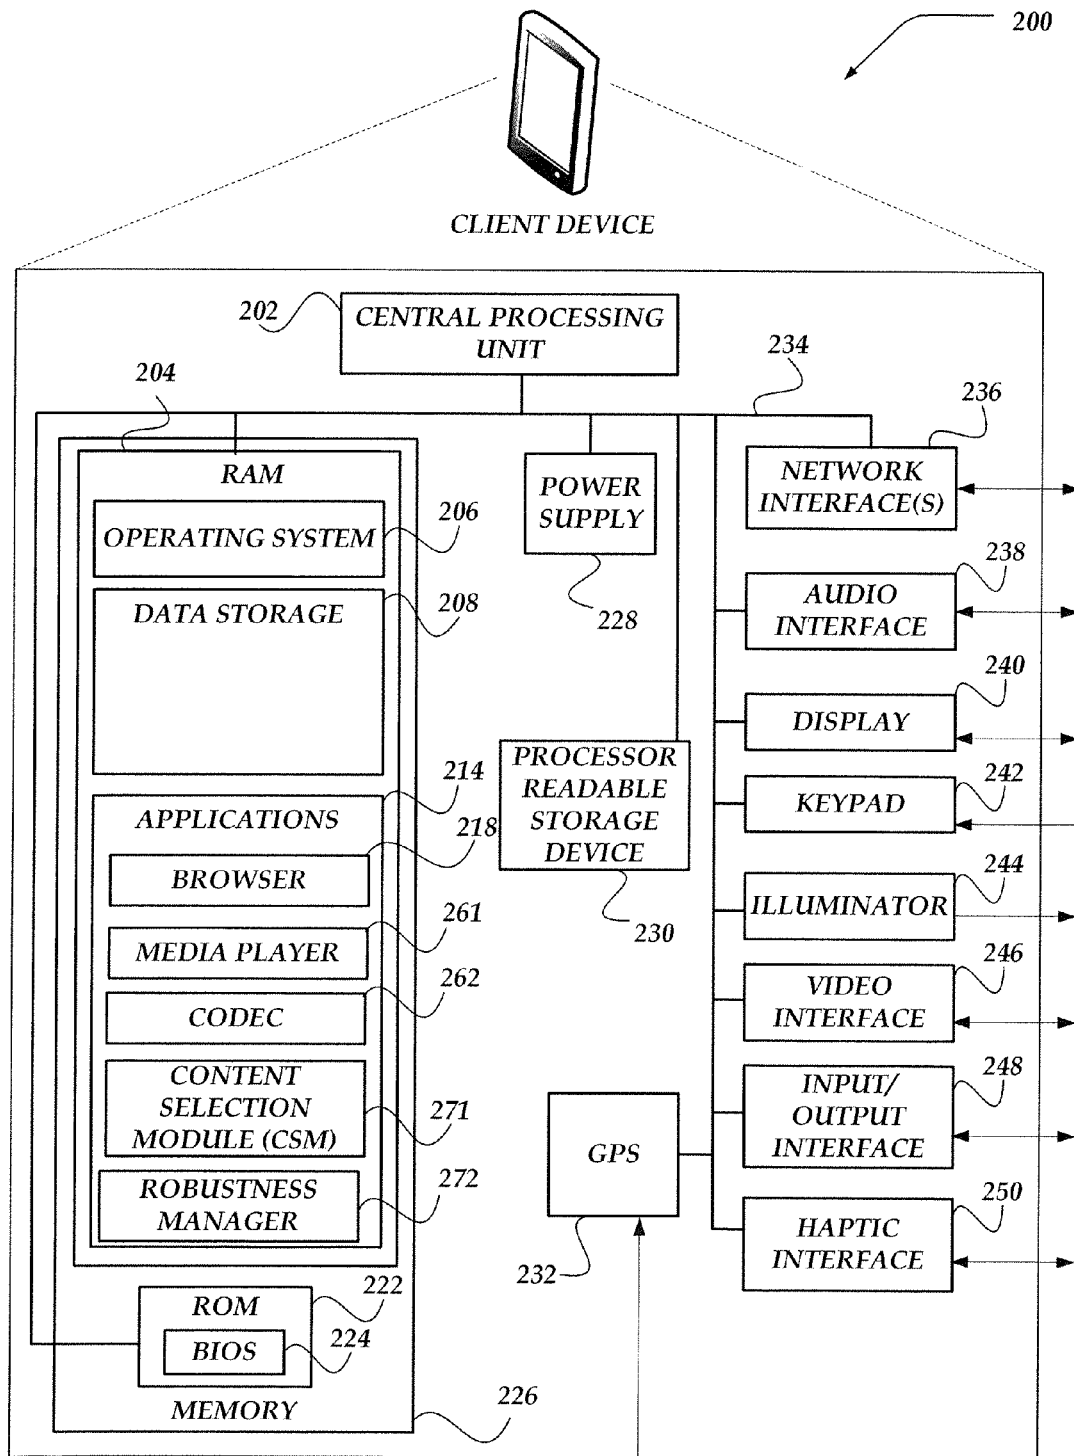 200
CLIENT DEVICE
202
CENTRAL PROCESSING
UNIT
234
204
236
RAM
NETWORK
INTERFACE(S)
POWER
SUPPLY
206
OPERATING SYSTEM
238
208
DATA STORAGE
228
AUDIO
INTERFACE
240
DISPLAY
PROCESSOR
READABLE
STORAGE
DEVICE
214
242
KEYPAD
APPLICATIONS
218
BROWSER
244
ILLUMINATOR
261
230
MEDIA PLAYER
246
262
VIDEO
INTERFACE
CODEC
248
CONTENT
SELECTION
MODULE (CSM)
271
INPUT/
OUTPUT
INTERFACE
GPS
272
ROBUSTNESS
MANAGER
250
HAPTIC
INTERFACE
232
222
ROM
224
BIOS
226
MEMORY